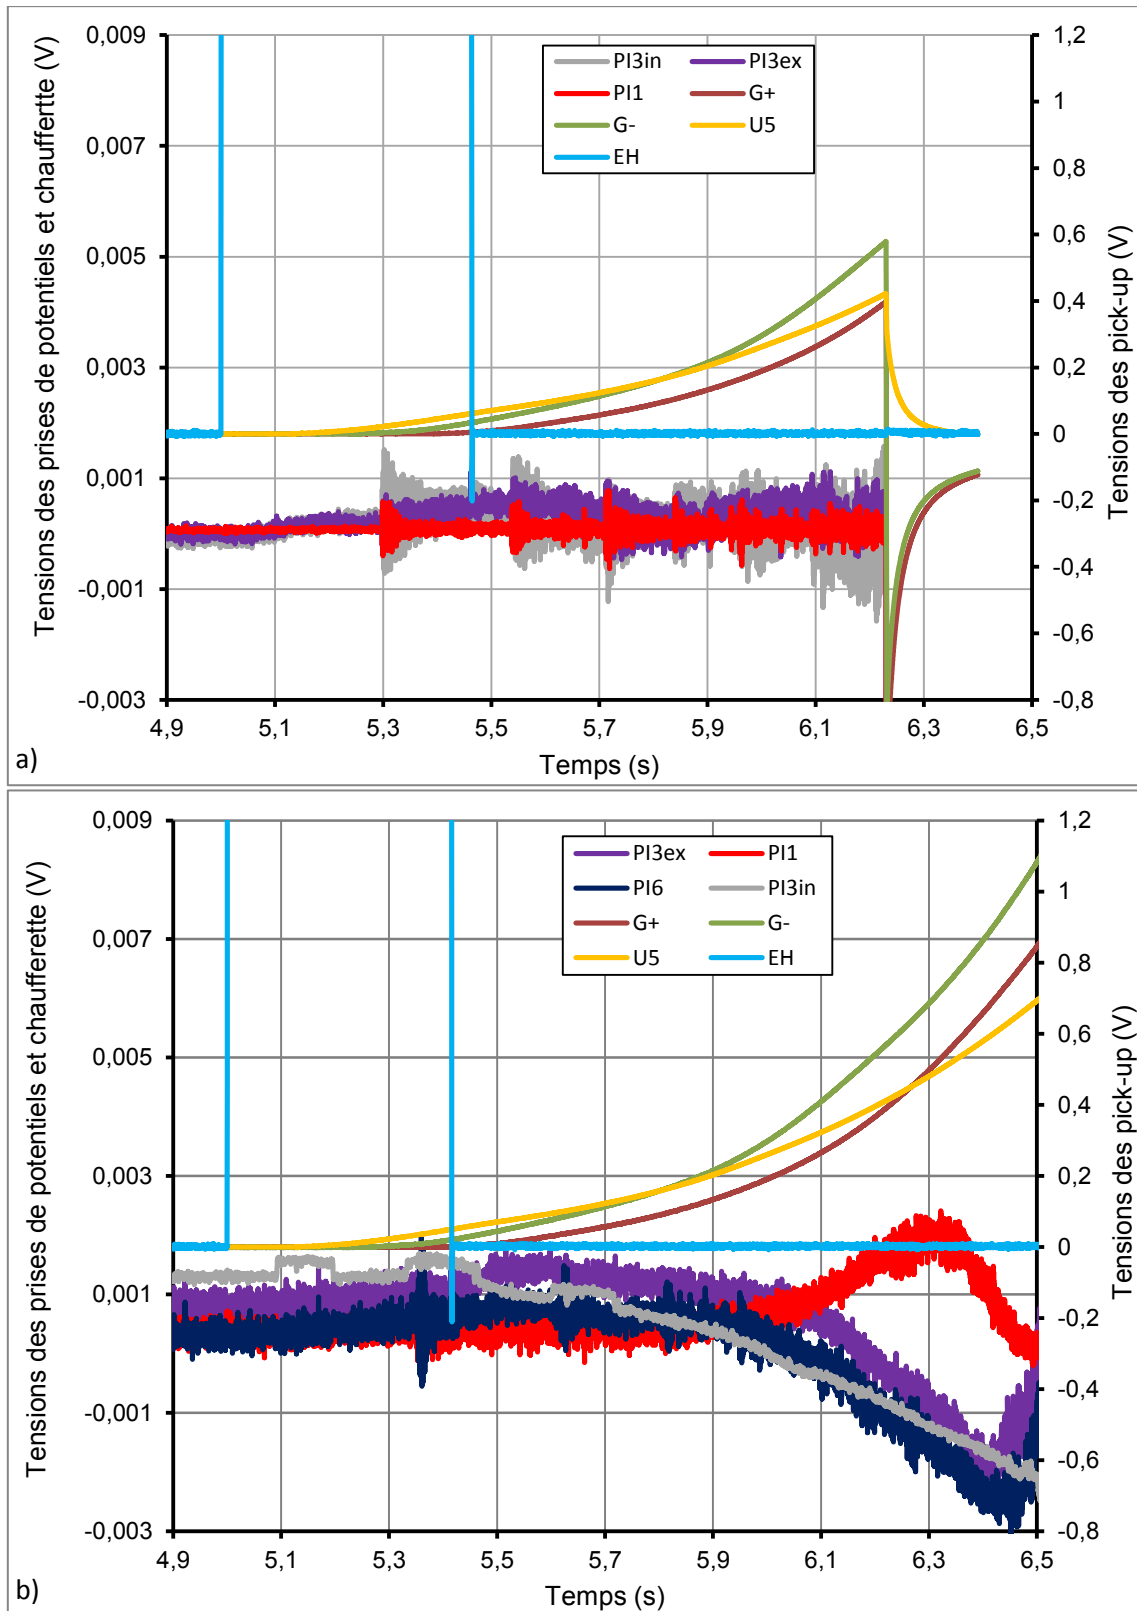 Tensions des prises de potentiels et chauffertte (V)
0,009
0,007
0,005
0,003
0,001
-0,001
-0,003
PI3in PI3ex
PI1 G+
G- U5
EH
1,2
1
0,8
0,6
0,4
0,2
0
-0,2
-0,4
-0,6
-0,8
Tensions des pick-up (V)
4,9 5,1 5,3 5,5 5,7 5,9 6,1 6,3 6,5
Temps (s)
a)
Tensions des prises de potentiels et chaufferette (V)
0,009
0,007
0,005
0,003
0,001
-0,001
-0,003
PI3ex PI1
PI6 PI3in
G+ G-
U5 EH
1,2
1
0,8
0,6
0,4
0,2
0
-0,2
-0,4
-0,6
-0,8
Tensions des pick-up (V)
4,9 5,1 5,3 5,5 5,7 5,9 6,1 6,3 6,5
Temps (s)
b)